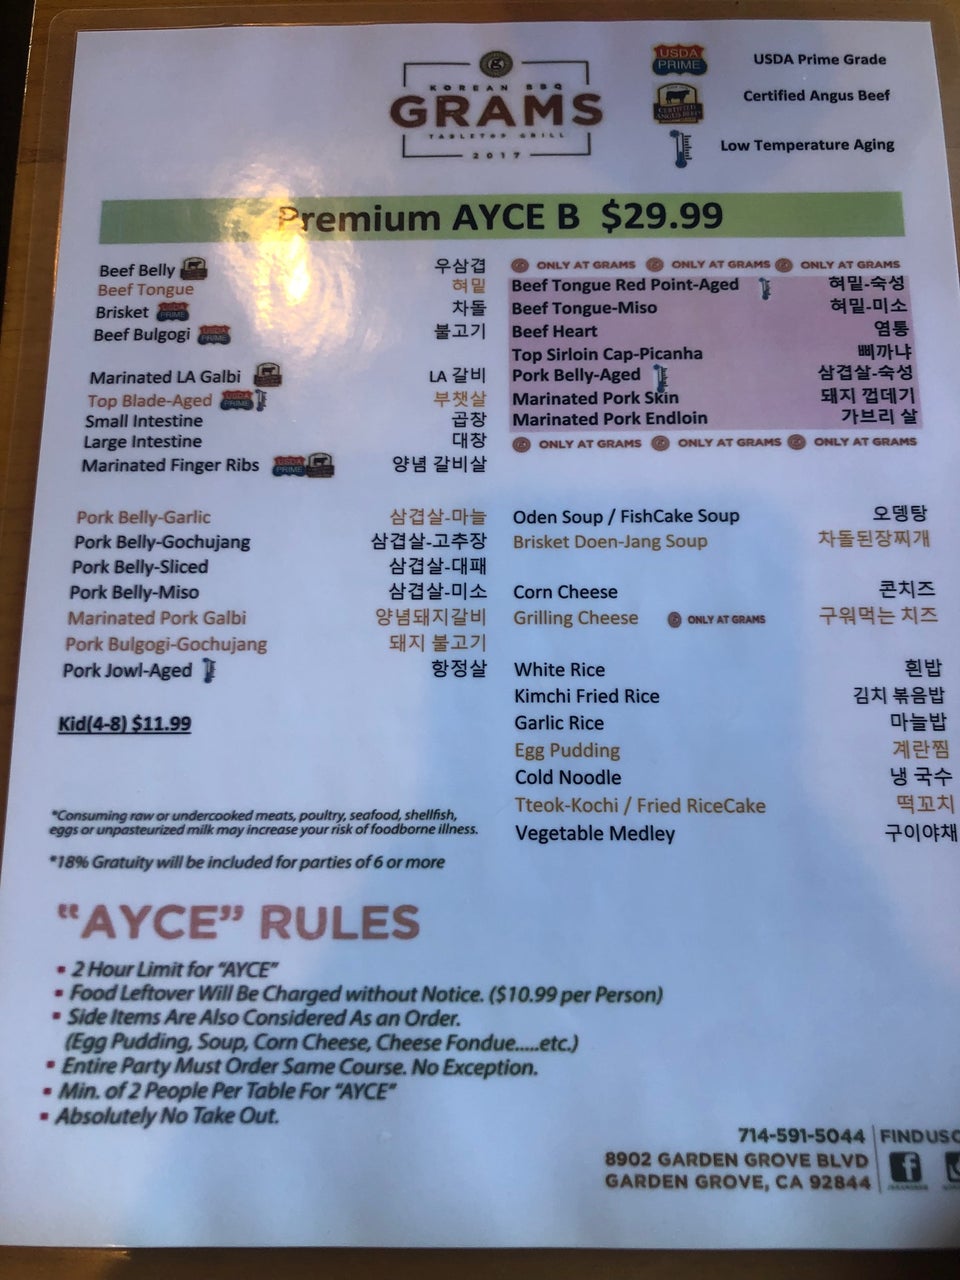 KOREAN BBQ
GRAMS
TABLETOP GRILL
2017
USDA PRIME
USDA Prime Grade
CERTIFIED ANGUS BEEF
Certified Angus Beef
Low Temperature Aging
Premium AYCE B $29.99
Beef Belly 우삼겹
Beef Tongue 혀밑
Brisket USDA PRIME 차돌
Beef Bulgogi USDA PRIME 불고기
Marinated LA Galbi LA 갈비
Top Blade-Aged USDA PRIME 부챗살
Small Intestine 곱창
Large Intestine 대창
Marinated Finger Ribs USDA PRIME 양념 갈비살
Pork Belly-Garlic 삼겹살-마늘
Pork Belly-Gochujang 삼겹살-고추장
Pork Belly-Sliced 삼겹살-대패
Pork Belly-Miso 삼겹살-미소
Marinated Pork Galbi 양념돼지갈비
Pork Bulgogi-Gochujang 돼지 불고기
Pork Jowl-Aged 항정살
Kid(4-8) $11.99
ONLY AT GRAMS ONLY AT GRAMS ONLY AT GRAMS
Beef Tongue Red Point-Aged 혀밑-숙성
Beef Tongue-Miso 혀밑-미소
Beef Heart 염통
Top Sirloin Cap-Picanha 삐까냐
Pork Belly-Aged 삼겹살-숙성
Marinated Pork Skin 돼지 껍데기
Marinated Pork Endloin 가브리 살
ONLY AT GRAMS ONLY AT GRAMS ONLY AT GRAMS
Oden Soup / FishCake Soup 오뎅탕
Brisket Doen-Jang Soup 차돌된장찌개
Corn Cheese 콘치즈
Grilling Cheese ONLY AT GRAMS 구워먹는 치즈
White Rice 흰밥
Kimchi Fried Rice 김치 볶음밥
Garlic Rice 마늘밥
Egg Pudding 계란찜
Cold Noodle 냉 국수
Tteok-Kochi / Fried RiceCake 떡꼬치
Vegetable Medley 구이야채
*Consuming raw or undercooked meats, poultry, seafood, shellfish,
eggs or unpasteurized milk may increase your risk of foodborne illness.
*18% Gratuity will be included for parties of 6 or more
"AYCE" RULES
▪ 2 Hour Limit for "AYCE"
▪ Food Leftover Will Be Charged without Notice. ($10.99 per Person)
▪ Side Items Are Also Considered As an Order.
(Egg Pudding, Soup, Corn Cheese, Cheese Fondue.....etc.)
▪ Entire Party Must Order Same Course. No Exception.
▪ Min. of 2 People Per Table For "AYCE"
▪ Absolutely No Take Out.
714-591-5044
8902 GARDEN GROVE BLVD
GARDEN GROVE, CA 92844
FIND US